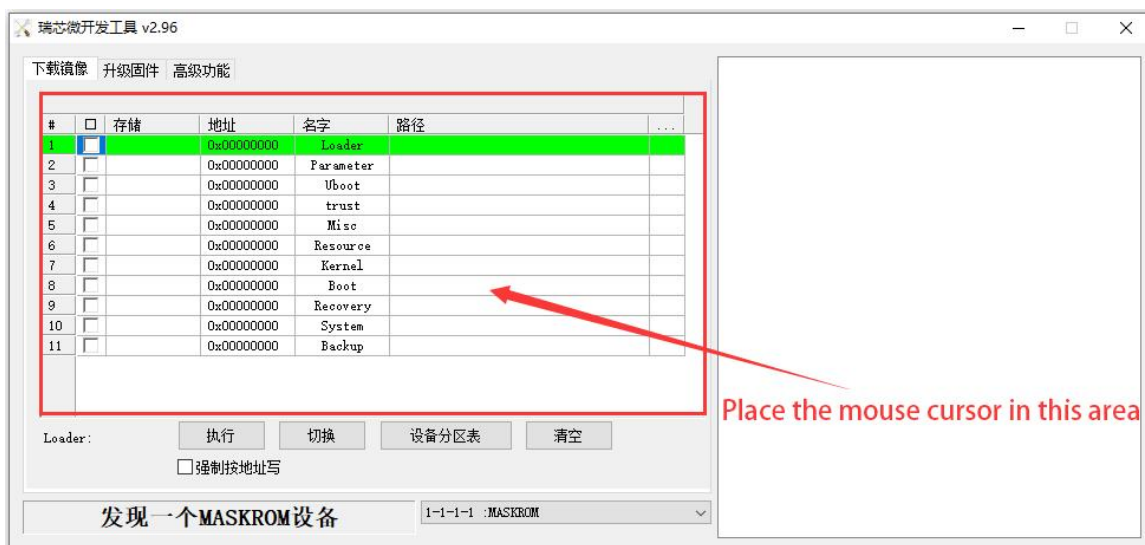 瑞芯微开发工具 v2.96
下载镜像 升级固件 高级功能
# 存储 地址 名字 路径 ...
1 0x00000000 Loader
2 0x00000000 Parameter
3 0x00000000 Uboot
4 0x00000000 trust
5 0x00000000 Misc
6 0x00000000 Resource
7 0x00000000 Kernel
8 0x00000000 Boot
9 0x00000000 Recovery
10 0x00000000 System
11 0x00000000 Backup
Place the mouse cursor in this area
Loader: 执行 切换 设备分区表 清空
强制按地址写
发现一个MASKROM设备 1-1-1-1 :MASKROM